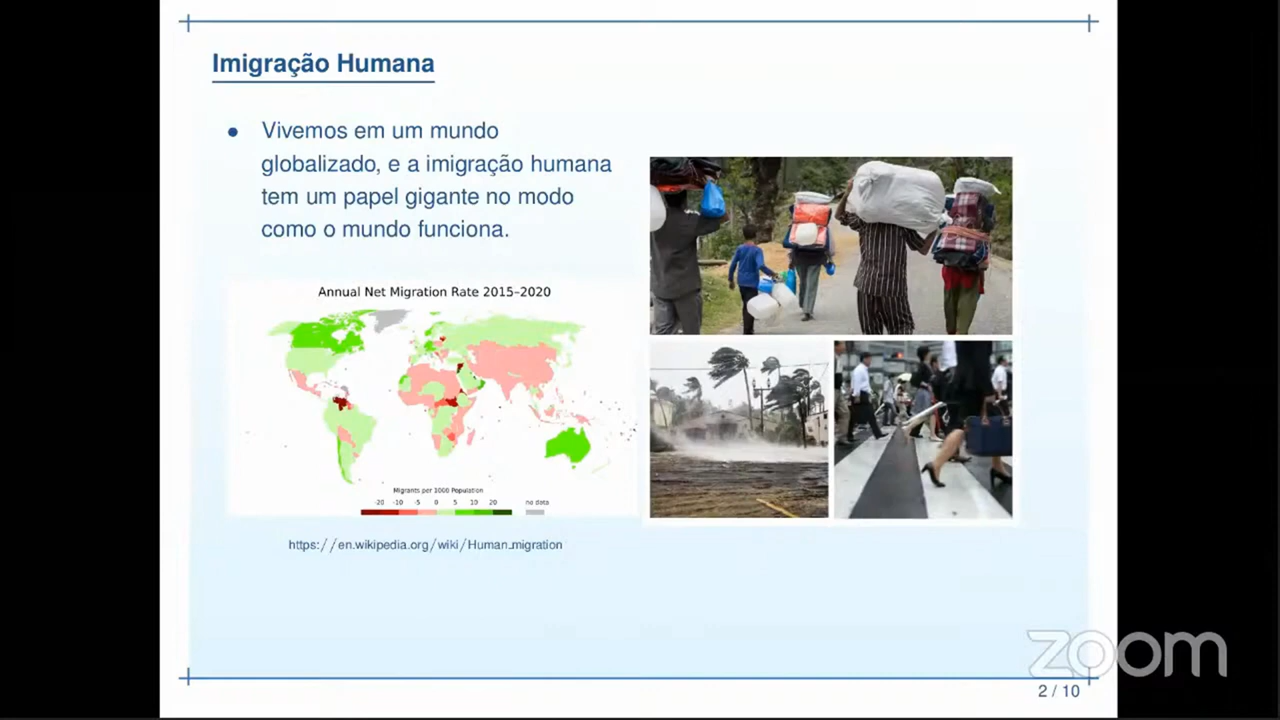 Imigração Humana
● Vivemos em um mundo
globalizado, e a imigração humana
tem um papel gigante no modo
como o mundo funciona.
Annual Net Migration Rate 2015–2020
Migrants per 1000 Population
-20 -10 -5 0 5 10 20 no data
https://en.wikipedia.org/wiki/Human_migration
zoom
2 / 10